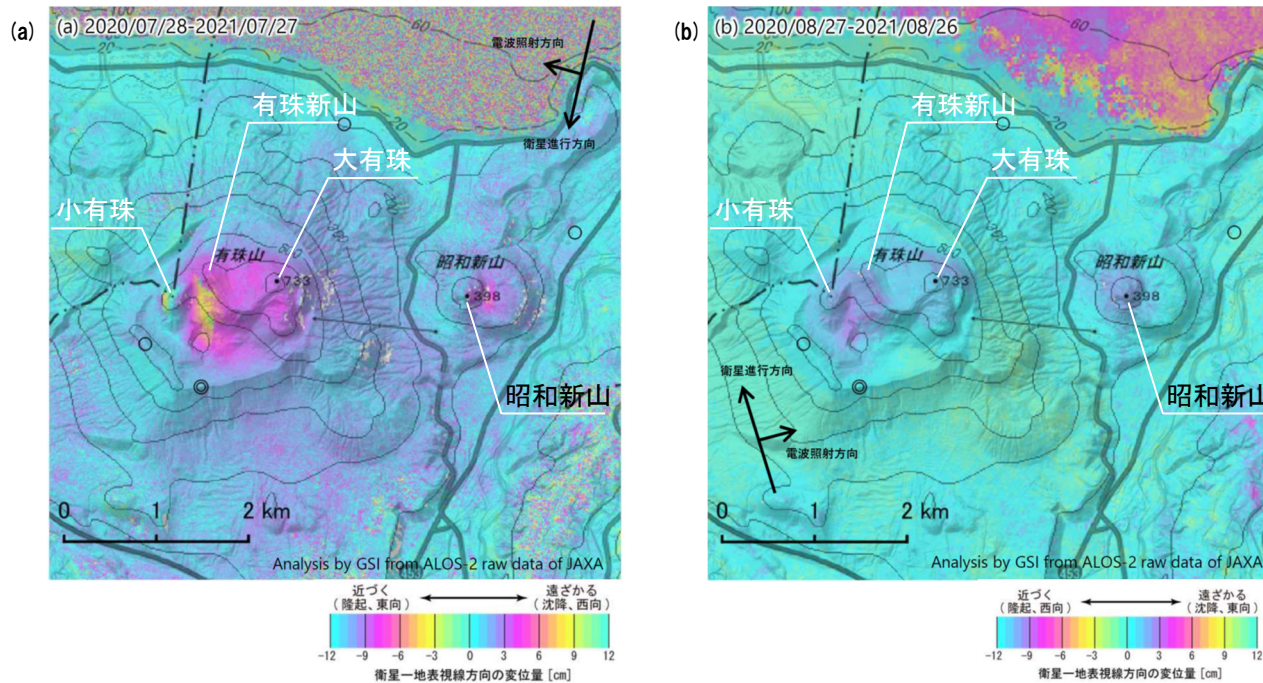 (a)
(a) 2020/07/28-2021/07/27
60
20
電波照射方向
衛星進行方向
20
有珠新山
大有珠
小有珠
有珠山
733
昭和新山
398
昭和新山
0 1 2 km
453
Analysis by GSI from ALOS-2 raw data of JAXA
近づく
(隆起、東向)
遠ざかる
(沈降、西向)
-12 -9 -6 -3 0 3 6 9 12
衛星―地表視線方向の変位量 [cm]
(b)
(b) 2020/08/27-2021/08/26
60
20
20
有珠新山
大有珠
小有珠
有珠山
733
昭和新山
398
昭和新山
衛星進行方向
電波照射方向
0 1 2 km
453
Analysis by GSI from ALOS-2 raw data of JAXA
近づく
(隆起、西向)
遠ざかる
(沈降、東向)
-12 -9 -6 -3 0 3 6 9 12
衛星―地表視線方向の変位量 [cm]